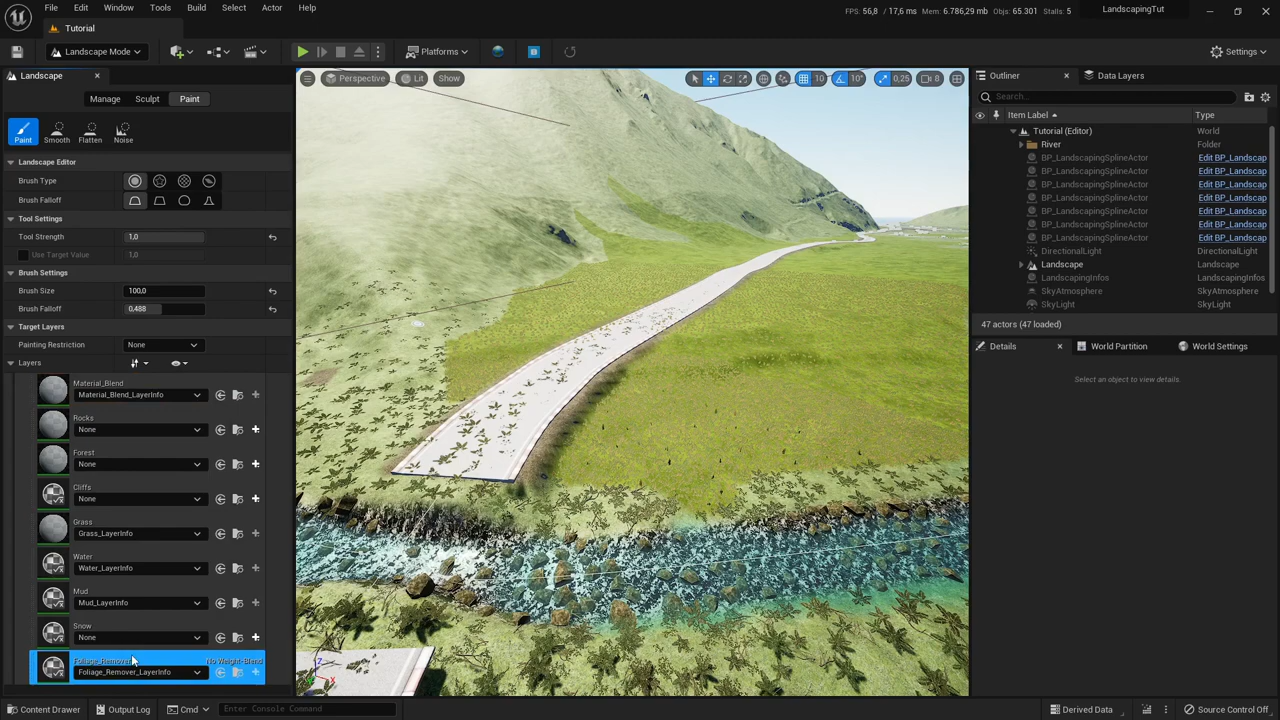 File Edit Window Tools Build Select Actor Help
FPS: 56,8 / 17,6 ms Mem: 6.786,29 mb Objs: 65.301 Stalls: 5
LandscapingTut
Tutorial
Landscape Mode
Platforms
Settings
Landscape
Manage Sculpt Paint
Paint Smooth Flatten Noise
Landscape Editor
Brush Type
Brush Falloff
Tool Settings
Tool Strength 1,0
Use Target Value 1,0
Brush Settings
Brush Size 100,0
Brush Falloff 0,488
Target Layers
Painting Restriction None
Layers
Material_Blend
Material_Blend_LayerInfo
Rocks
None
Forest
None
Cliffs
None
Grass
Grass_LayerInfo
Water
Water_LayerInfo
Mud
Mud_LayerInfo
Snow
None
Foliage_Remover No Weight-Blend
Foliage_Remover_LayerInfo
Perspective Lit Show
10 10° 0,25 8
Z
X
Outliner Data Layers
Search...
Item Label Type
Tutorial (Editor) World
River Folder
BP_LandscapingSplineActor Edit BP_Landscap
BP_LandscapingSplineActor Edit BP_Landscap
BP_LandscapingSplineActor Edit BP_Landscap
BP_LandscapingSplineActor Edit BP_Landscap
BP_LandscapingSplineActor Edit BP_Landscap
BP_LandscapingSplineActor Edit BP_Landscap
BP_LandscapingSplineActor Edit BP_Landscap
DirectionalLight DirectionalLight
Landscape Landscape
LandscapingInfos LandscapingInfos
SkyAtmosphere SkyAtmosphere
SkyLight SkyLight
47 actors (47 loaded)
Details World Partition World Settings
Select an object to view details.
Content Drawer Output Log Cmd Enter Console Command
Derived Data Source Control Off